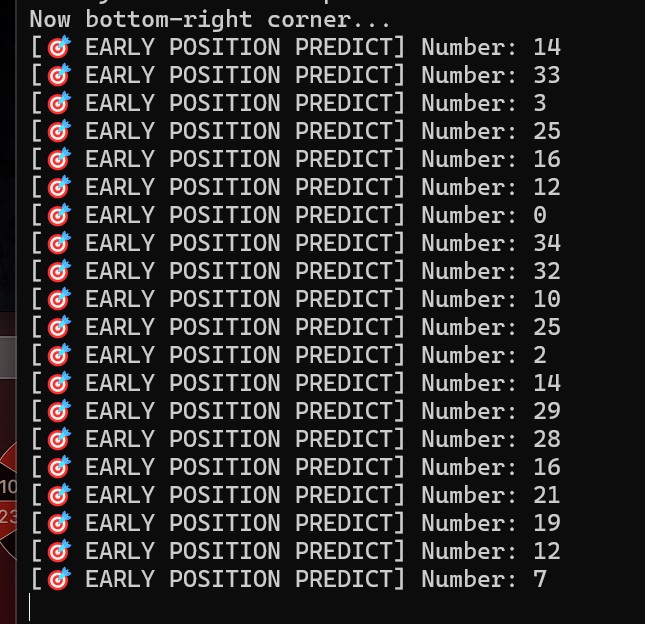 Now bottom-right corner...
[🎯 EARLY POSITION PREDICT] Number: 14
[🎯 EARLY POSITION PREDICT] Number: 33
[🎯 EARLY POSITION PREDICT] Number: 3
[🎯 EARLY POSITION PREDICT] Number: 25
[🎯 EARLY POSITION PREDICT] Number: 16
[🎯 EARLY POSITION PREDICT] Number: 12
[🎯 EARLY POSITION PREDICT] Number: 0
[🎯 EARLY POSITION PREDICT] Number: 34
[🎯 EARLY POSITION PREDICT] Number: 32
[🎯 EARLY POSITION PREDICT] Number: 10
[🎯 EARLY POSITION PREDICT] Number: 25
[🎯 EARLY POSITION PREDICT] Number: 2
[🎯 EARLY POSITION PREDICT] Number: 14
[🎯 EARLY POSITION PREDICT] Number: 29
[🎯 EARLY POSITION PREDICT] Number: 28
[🎯 EARLY POSITION PREDICT] Number: 16
[🎯 EARLY POSITION PREDICT] Number: 21
[🎯 EARLY POSITION PREDICT] Number: 19
[🎯 EARLY POSITION PREDICT] Number: 12
[🎯 EARLY POSITION PREDICT] Number: 7
10
23